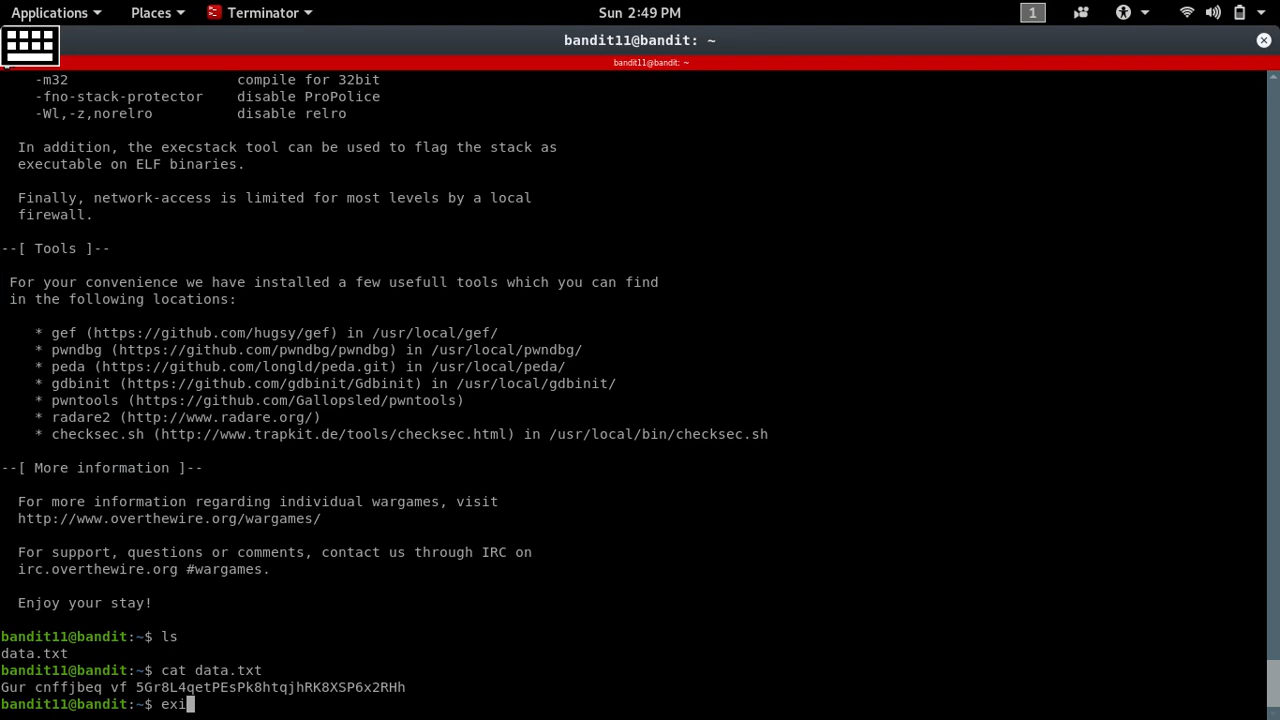 Applications Places Terminator Sun 2:49 PM 1
bandit11@bandit: ~
bandit11@bandit: ~
-m32 compile for 32bit
-fno-stack-protector disable ProPolice
-Wl,-z,norelro disable relro
In addition, the execstack tool can be used to flag the stack as
executable on ELF binaries.
Finally, network-access is limited for most levels by a local
firewall.
--[ Tools ]--
For your convenience we have installed a few usefull tools which you can find
in the following locations:
* gef (https://github.com/hugsy/gef) in /usr/local/gef/
* pwndbg (https://github.com/pwndbg/pwndbg) in /usr/local/pwndbg/
* peda (https://github.com/longld/peda.git) in /usr/local/peda/
* gdbinit (https://github.com/gdbinit/Gdbinit) in /usr/local/gdbinit/
* pwntools (https://github.com/Gallopsled/pwntools)
* radare2 (http://www.radare.org/)
* checksec.sh (http://www.trapkit.de/tools/checksec.html) in /usr/local/bin/checksec.sh
--[ More information ]--
For more information regarding individual wargames, visit
http://www.overthewire.org/wargames/
For support, questions or comments, contact us through IRC on
irc.overthewire.org #wargames.
Enjoy your stay!
bandit11@bandit:~$ ls
data.txt
bandit11@bandit:~$ cat data.txt
Gur cnffjbeq vf 5Gr8L4qetPEsPk8htqjhRK8XSP6x2RHh
bandit11@bandit:~$ exi